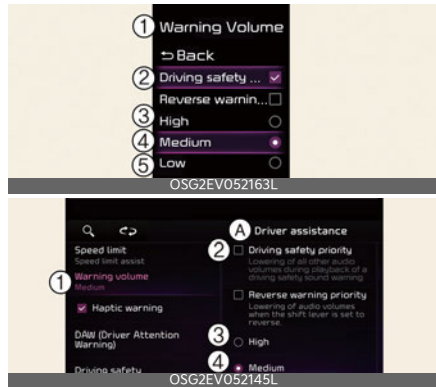 ① Warning Volume
⮌ Back
② Driving safety ...
Reverse warnin...
③ High
④ Medium
⑤ Low
OSG2EV052163L
Ⓐ Driver assistance
Speed limit
Speed limit assist
① Warning volume
Medium
Haptic warning
DAW (Driver Attention
Warning)
Driving safety
② Driving safety priority
Lowering of all other audio
volumes during playback of a
driving safety sound warning.
Reverse warning priority
Lowering of audio volumes
when the shift lever is set to
reverse.
③ High
④ Medium
OSG2EV052145L